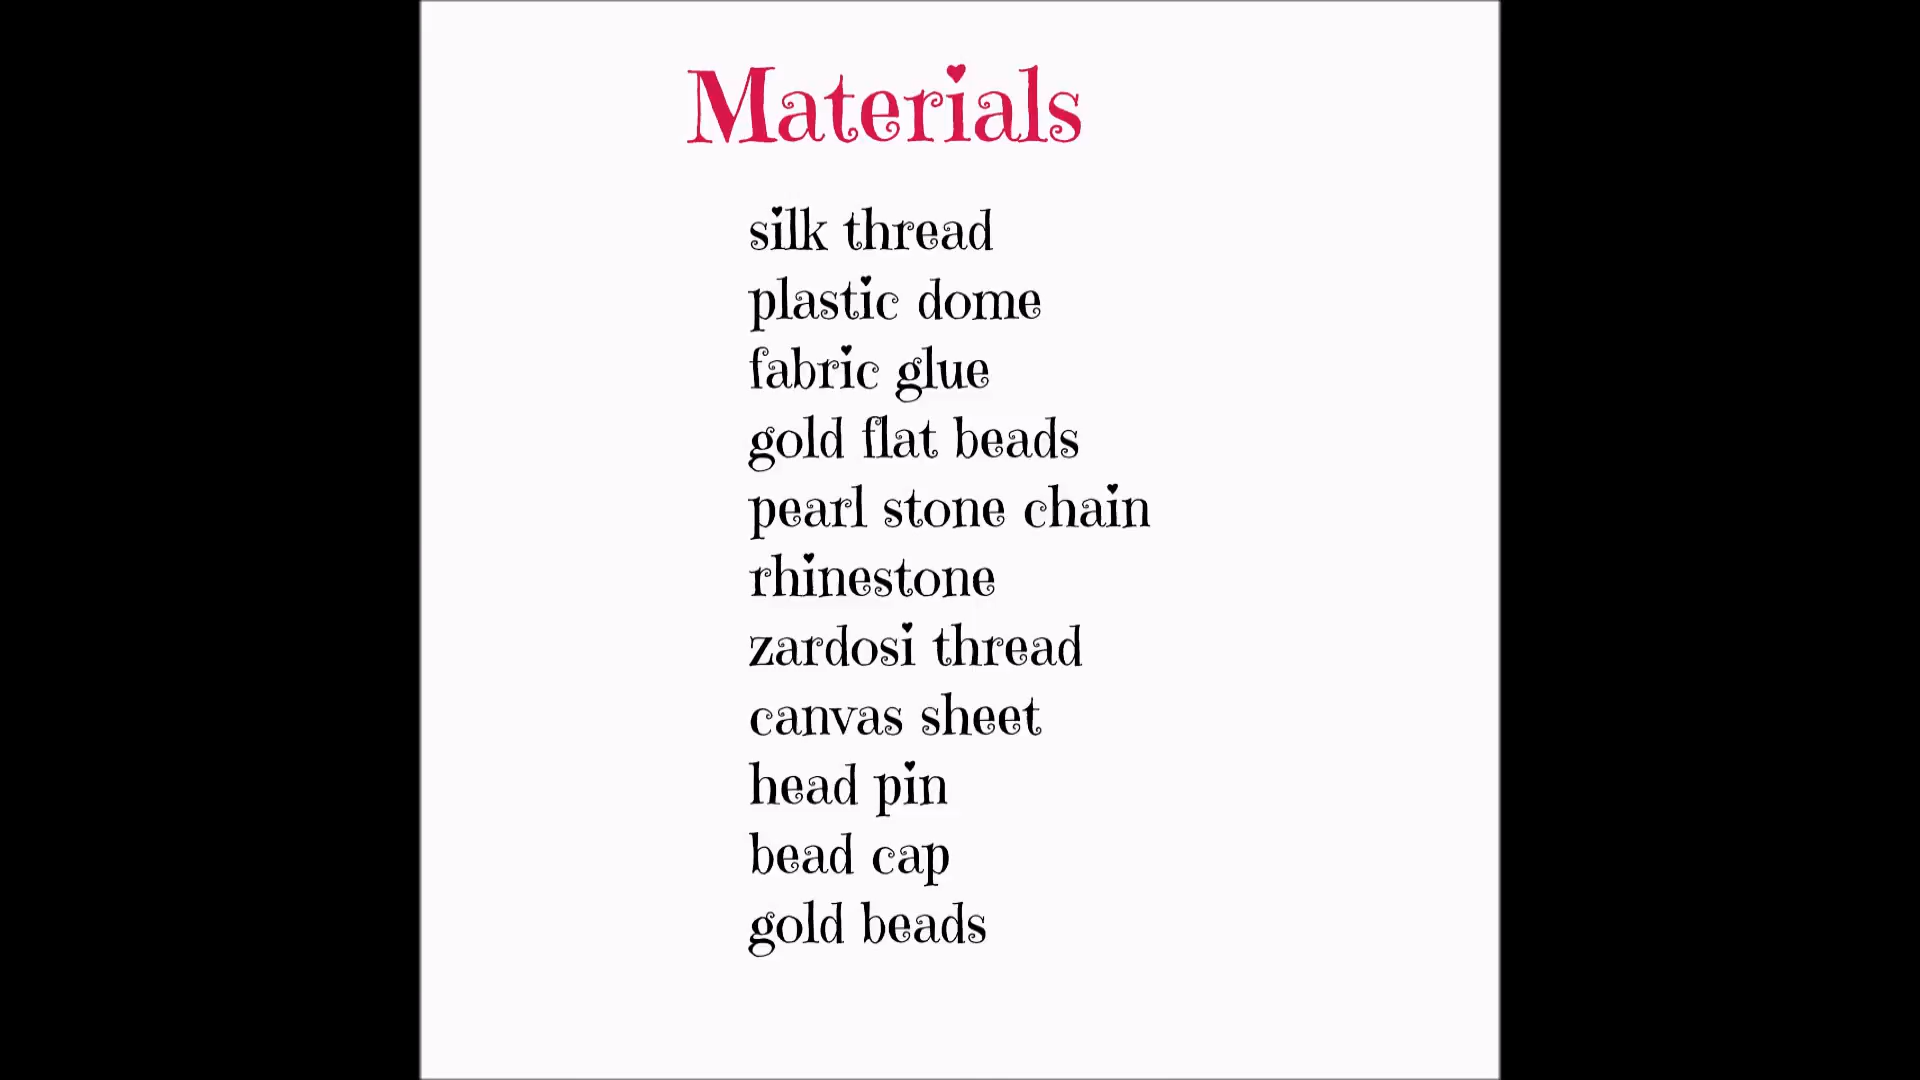 Materials
silk thread
plastic dome
fabric glue
gold flat beads
pearl stone chain
rhinestone
zardosi thread
canvas sheet
head pin
bead cap
gold beads